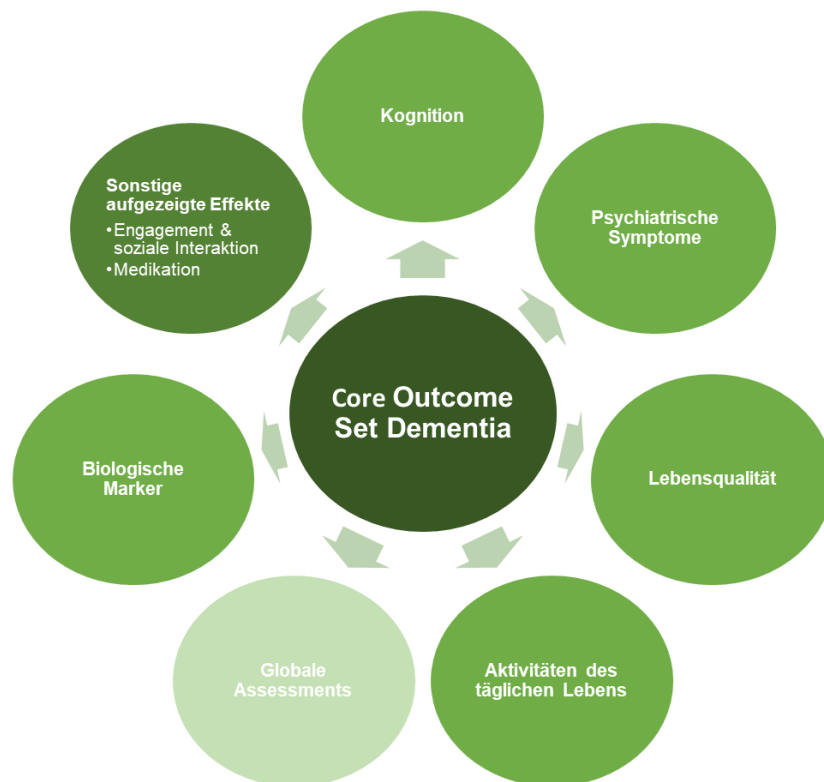 Kognition
Psychiatrische
Symptome
Lebensqualität
Aktivitäten des
täglichen Lebens
Globale
Assessments
Biologische
Marker
Sonstige
aufgezeigte Effekte
•Engagement &
soziale Interaktion
•Medikation
Core Outcome
Set Dementia